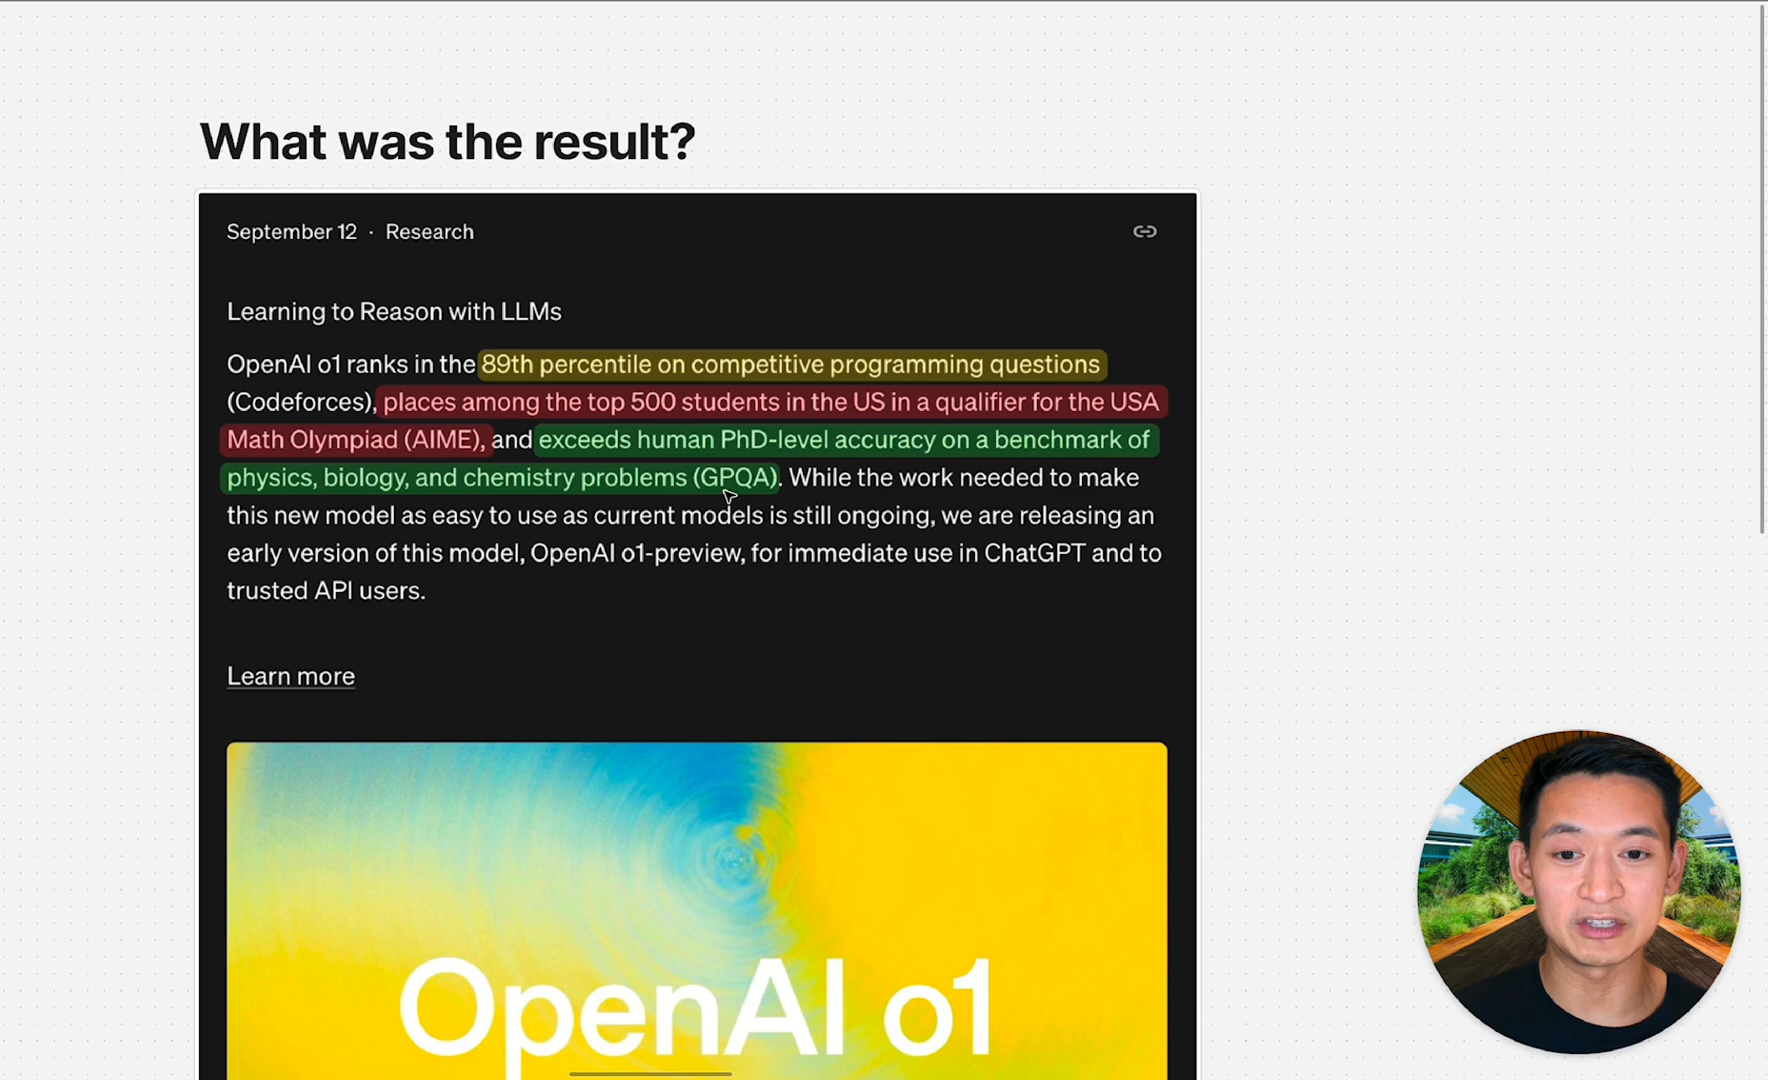 What was the result?
September 12 · Research
Learning to Reason with LLMs
OpenAI o1 ranks in the 89th percentile on competitive programming questions
(Codeforces), places among the top 500 students in the US in a qualifier for the USA
Math Olympiad (AIME), and exceeds human PhD-level accuracy on a benchmark of
physics, biology, and chemistry problems (GPQA). While the work needed to make
this new model as easy to use as current models is still ongoing, we are releasing an
early version of this model, OpenAI o1-preview, for immediate use in ChatGPT and to
trusted API users.
Learn more
OpenAI o1